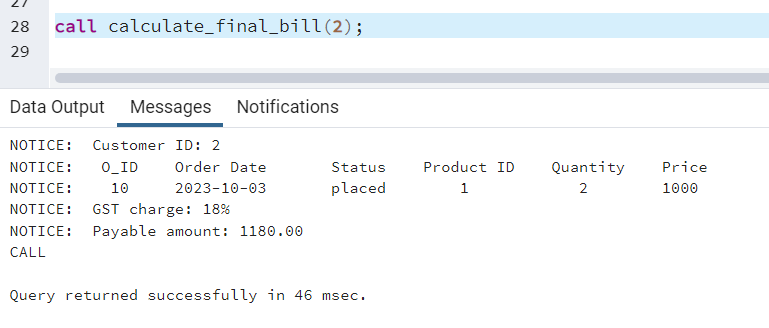 27
28 call calculate_final_bill(2);
29
Data Output Messages Notifications
NOTICE: Customer ID: 2
NOTICE: O_ID Order Date Status Product ID Quantity Price
NOTICE: 10 2023-10-03 placed 1 2 1000
NOTICE: GST charge: 18%
NOTICE: Payable amount: 1180.00
CALL
Query returned successfully in 46 msec.